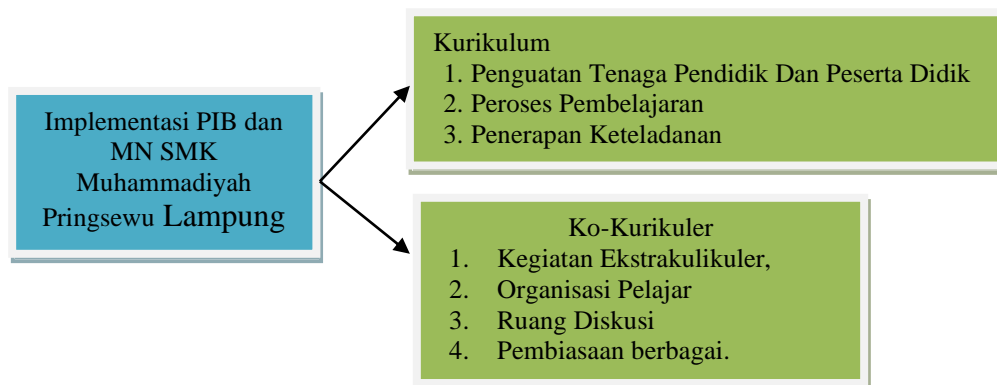 Implementasi PIB dan
MN SMK
Muhammadiyah
Pringsewu Lampung
Kurikulum
1. Penguatan Tenaga Pendidik Dan Peserta Didik
2. Peroses Pembelajaran
3. Penerapan Keteladanan
Ko-Kurikuler
1. Kegiatan Ekstrakulikuler,
2. Organisasi Pelajar
3. Ruang Diskusi
4. Pembiasaan berbagai.